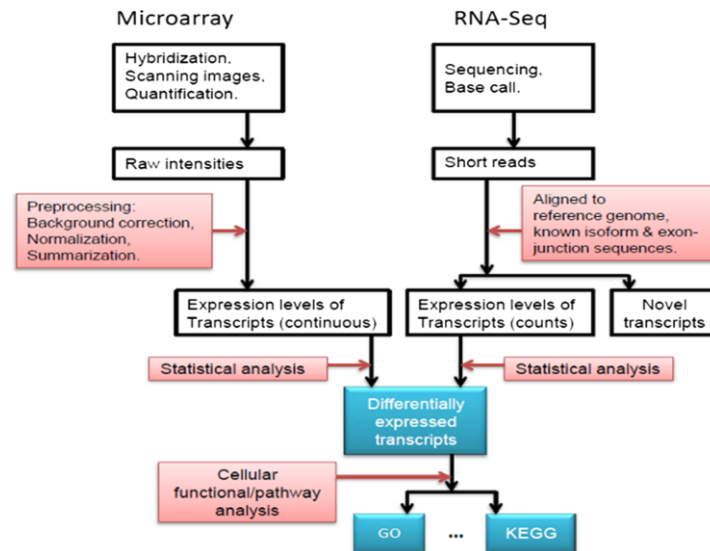 Microarray
RNA-Seq
Hybridization.
Scanning images.
Quantification.
Sequencing.
Base call.
Raw intensities
Short reads
Preprocessing:
Background correction,
Normalization,
Summarization.
Aligned to
reference genome,
known isoform & exon-
junction sequences.
Expression levels of
Transcripts (continuous)
Expression levels of
Transcripts (counts)
Novel
transcripts
Statistical analysis
Statistical analysis
Differentially
expressed
transcripts
Cellular
functional/pathway
analysis
GO
...
KEGG